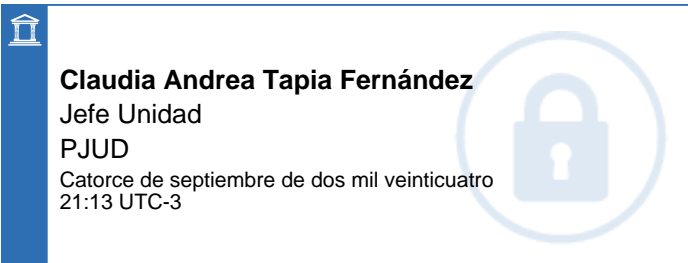 Claudia Andrea Tapia Fernández
Jefe Unidad
PJUD
Catorce de septiembre de dos mil veinticuatro
21:13 UTC-3